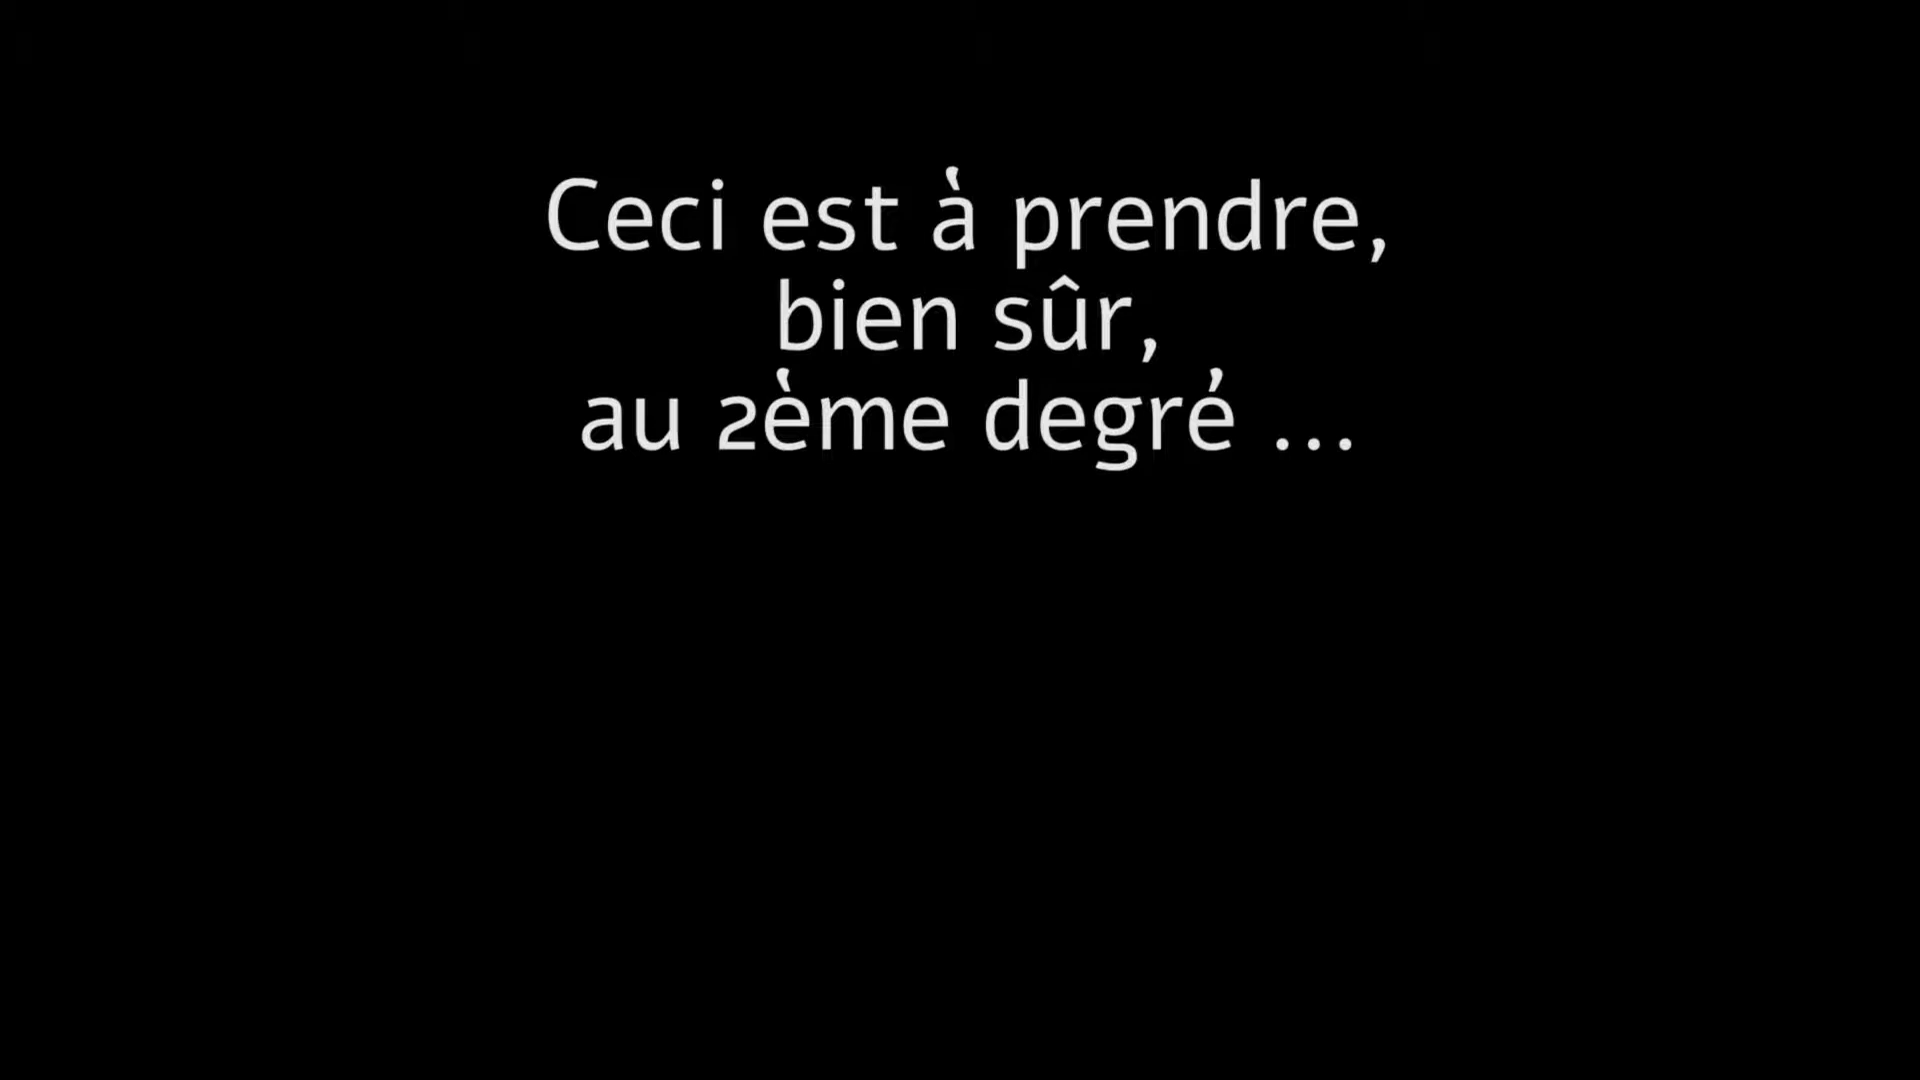 Ceci est à prendre,
bien sûr,
au 2ème degré ...